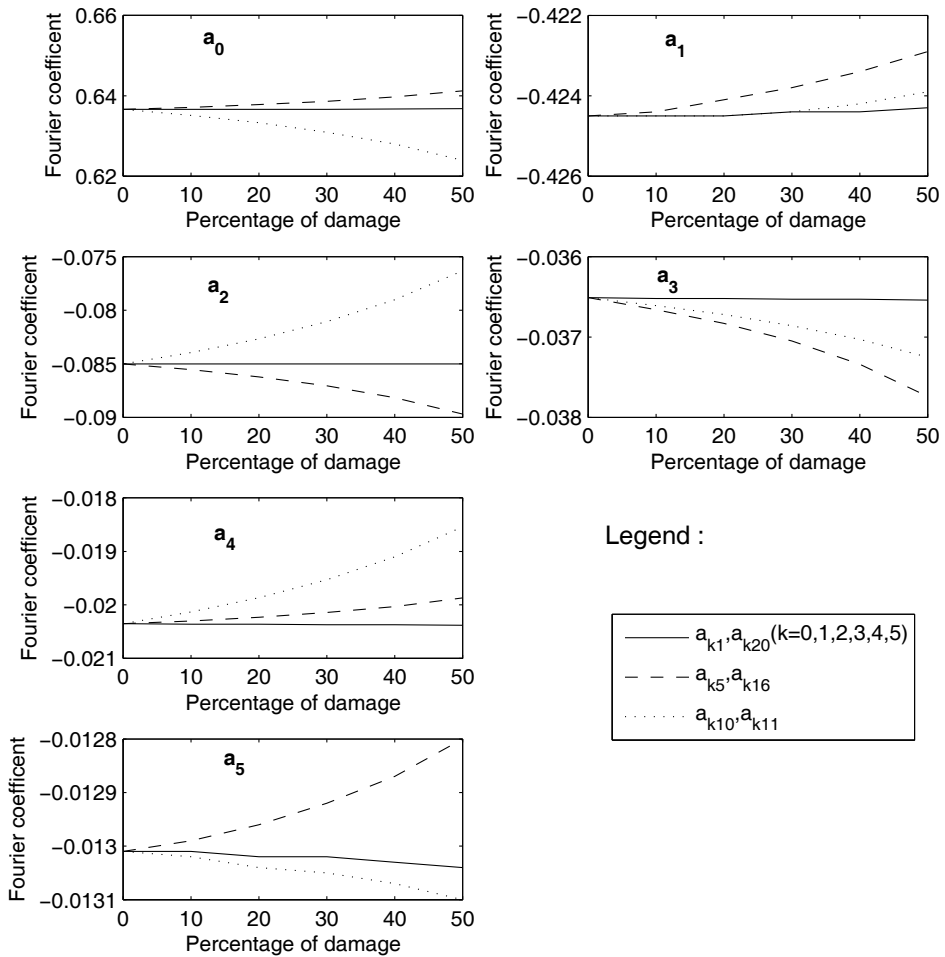 0.66
0.64
0.62
Fourier coefficent
a0
0 10 20 30 40 50
Percentage of damage
−0.422
−0.424
−0.426
Fourier coefficent
a1
0 10 20 30 40 50
Percentage of damage
−0.075
−0.08
−0.085
−0.09
Fourier coefficent
a2
0 10 20 30 40 50
Percentage of damage
−0.036
−0.037
−0.038
Fourier coefficent
a3
0 10 20 30 40 50
Percentage of damage
−0.018
−0.019
−0.02
−0.021
Fourier coefficent
a4
0 10 20 30 40 50
Percentage of damage
Legend :
ak1,ak20(k=0,1,2,3,4,5)
ak5,ak16
ak10,ak11
−0.0128
−0.0129
−0.013
−0.0131
Fourier coefficent
a5
0 10 20 30 40 50
Percentage of damage